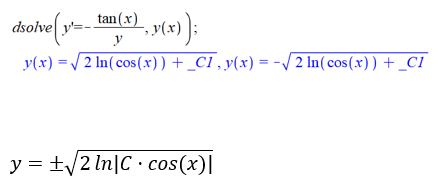 dsolve(y'=-tan(x)/y, y(x));
y(x) = √(2 ln(cos(x)) + _C1), y(x) = -√(2 ln(cos(x)) + _C1)
y = ±√(2 ln|C · cos(x)|)